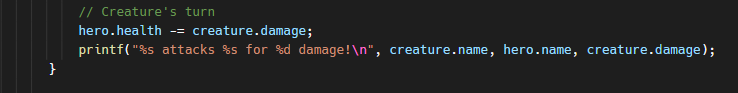 // Creature's turn
hero.health -= creature.damage;
printf("%s attacks %s for %d damage!\n", creature.name, hero.name, creature.damage);
}